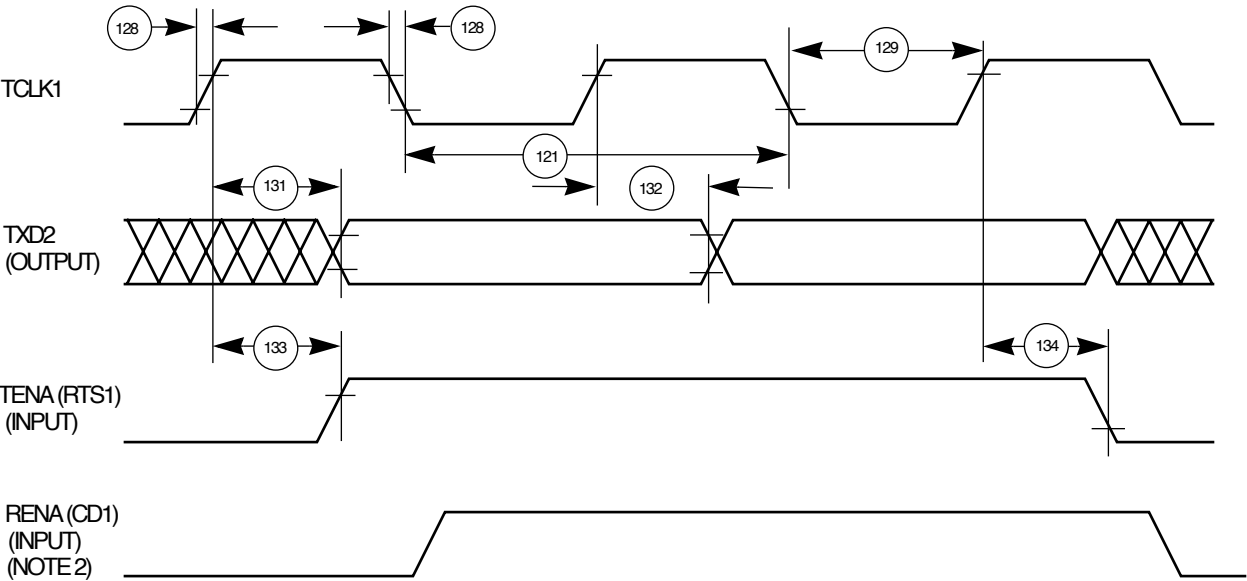 128
128
129
TCLK1
121
131
132
TXD2
(OUTPUT)
133
134
TENA (RTS1)
(INPUT)
RENA (CD1)
(INPUT)
(NOTE 2)